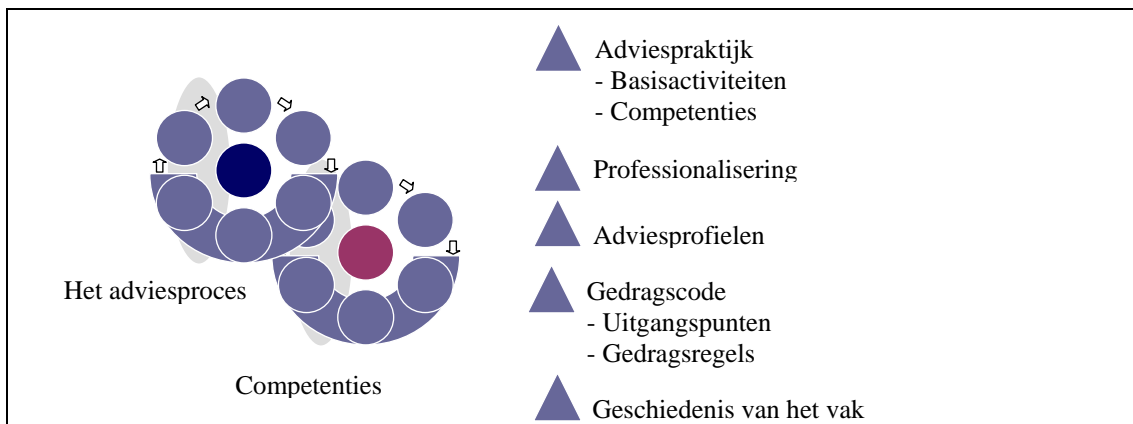 Het adviesproces
Competenties
Adviespraktijk
- Basisactiviteiten
- Competenties
Professionalisering
Adviesprofielen
Gedragscode
- Uitgangspunten
- Gedragsregels
Geschiedenis van het vak